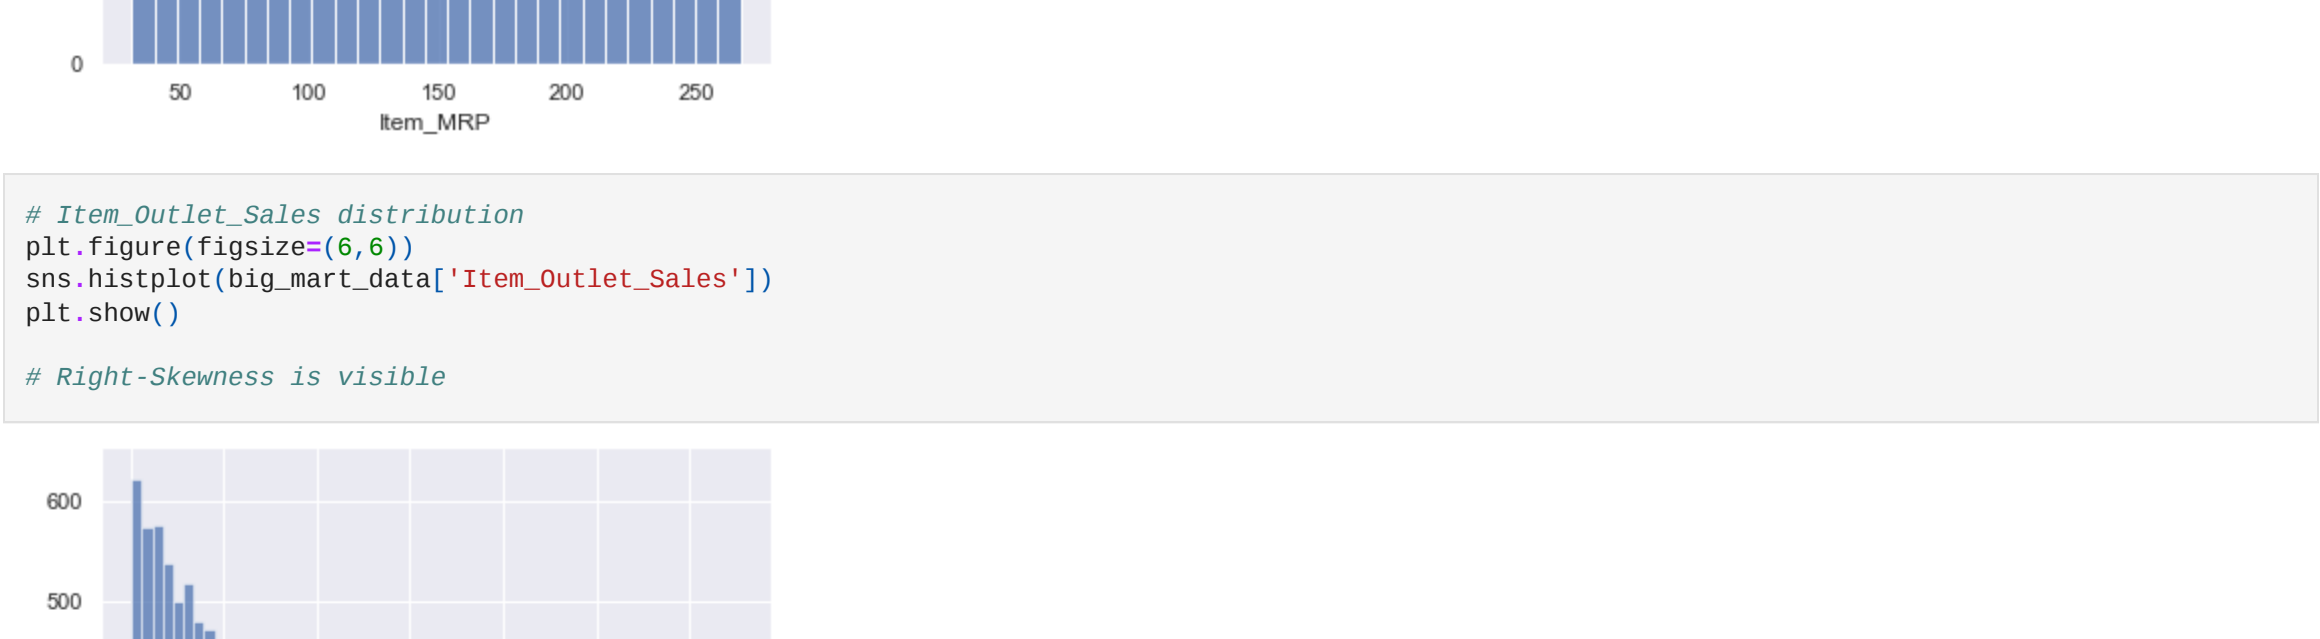 0
50 100 150 200 250
Item_MRP
# Item_Outlet_Sales distribution
plt.figure(figsize=(6,6))
sns.histplot(big_mart_data['Item_Outlet_Sales'])
plt.show()
# Right-Skewness is visible
600
500